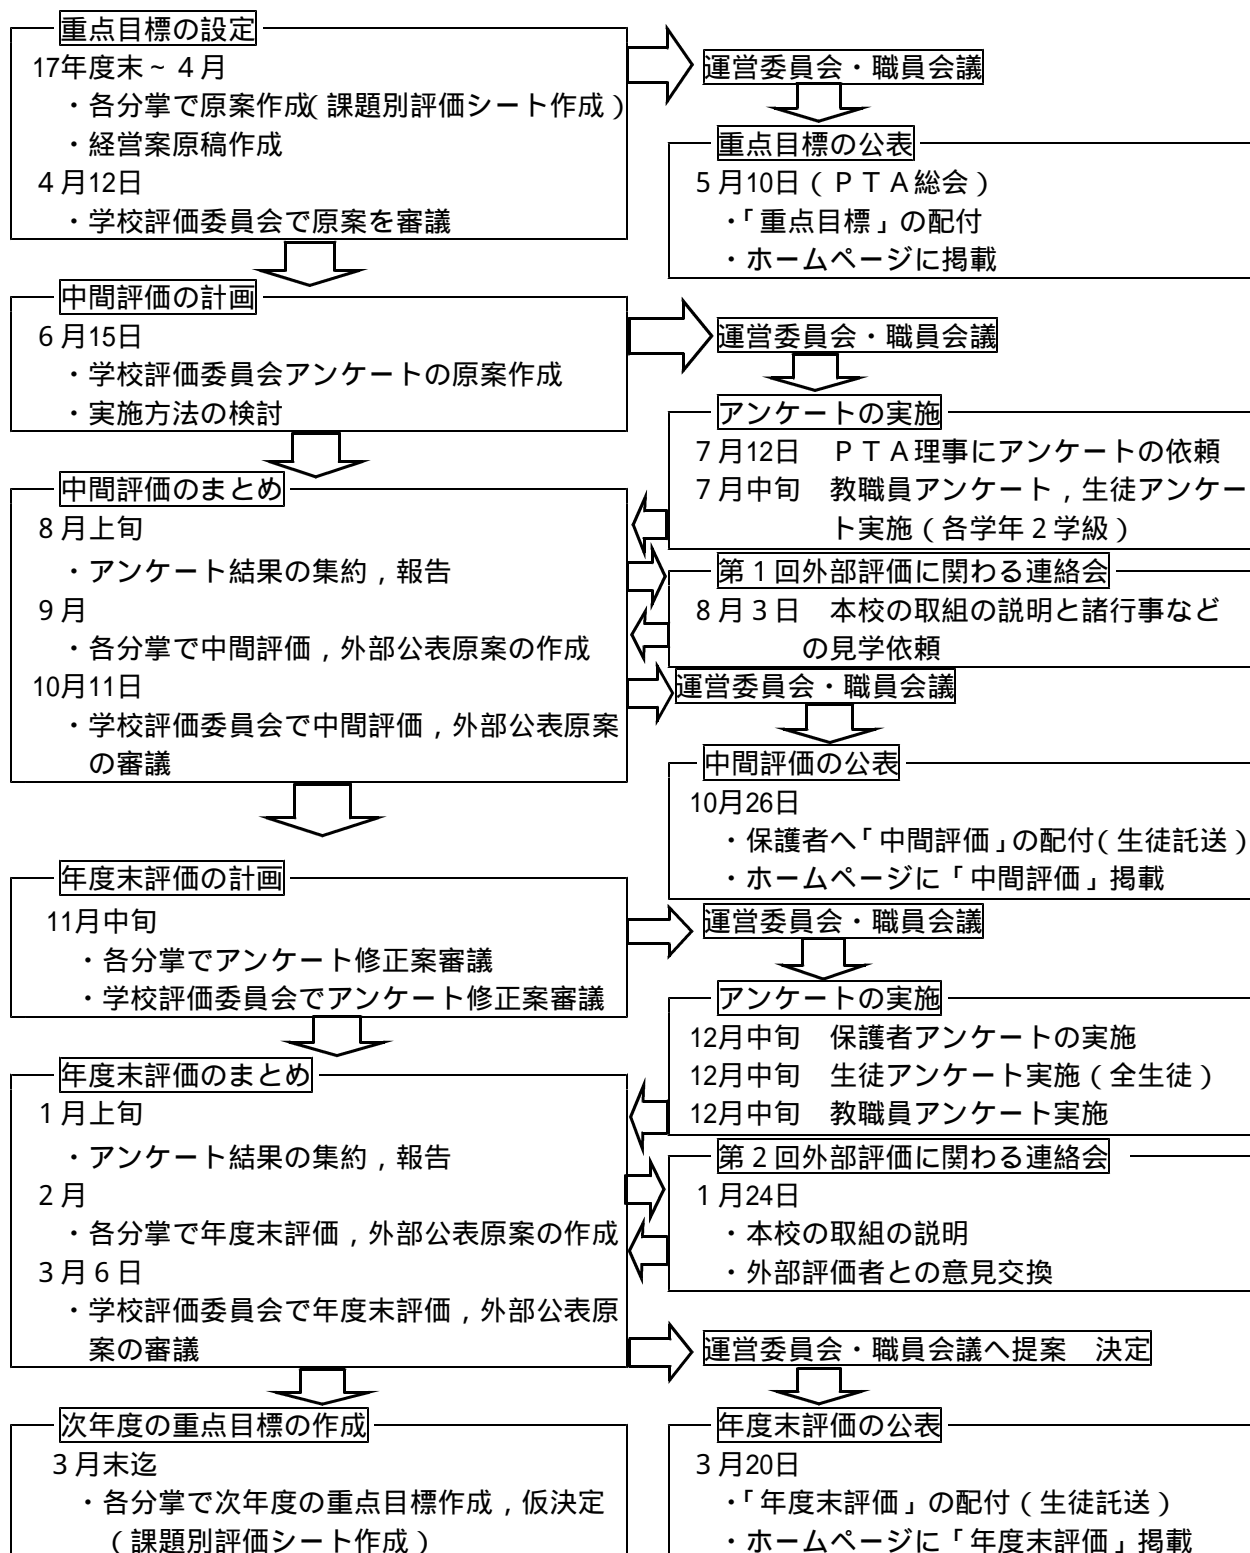 重点目標の設定
17年度末～4月
・各分掌で原案作成(課題別評価シート作成)
・経営案原稿作成
4月12日
・学校評価委員会で原案を審議
運営委員会・職員会議
重点目標の公表
5月10日(ＰＴＡ総会)
・「重点目標」の配付
・ホームページに掲載
中間評価の計画
6月15日
・学校評価委員会アンケートの原案作成
・実施方法の検討
運営委員会・職員会議
アンケートの実施
7月12日　ＰＴＡ理事にアンケートの依頼
7月中旬　教職員アンケート，生徒アンケー
ト実施(各学年2学級)
中間評価のまとめ
8月上旬
・アンケート結果の集約，報告
9月
・各分掌で中間評価，外部公表原案の作成
10月11日
・学校評価委員会で中間評価，外部公表原案
の審議
第1回外部評価に関わる連絡会
8月3日　本校の取組の説明と諸行事など
の見学依頼
運営委員会・職員会議
中間評価の公表
10月26日
・保護者へ「中間評価」の配付(生徒託送)
・ホームページに「中間評価」掲載
年度末評価の計画
11月中旬
・各分掌でアンケート修正案審議
・学校評価委員会でアンケート修正案審議
運営委員会・職員会議
アンケートの実施
12月中旬　保護者アンケートの実施
12月中旬　生徒アンケート実施(全生徒)
12月中旬　教職員アンケート実施
年度末評価のまとめ
1月上旬
・アンケート結果の集約，報告
2月
・各分掌で年度末評価，外部公表原案の作成
3月6日
・学校評価委員会で年度末評価，外部公表原
案の審議
第2回外部評価に関わる連絡会
1月24日
・本校の取組の説明
・外部評価者との意見交換
運営委員会・職員会議へ提案　決定
次年度の重点目標の作成
3月末迄
・各分掌で次年度の重点目標作成，仮決定
(課題別評価シート作成)
年度末評価の公表
3月20日
・「年度末評価」の配付(生徒託送)
・ホームページに「年度末評価」掲載